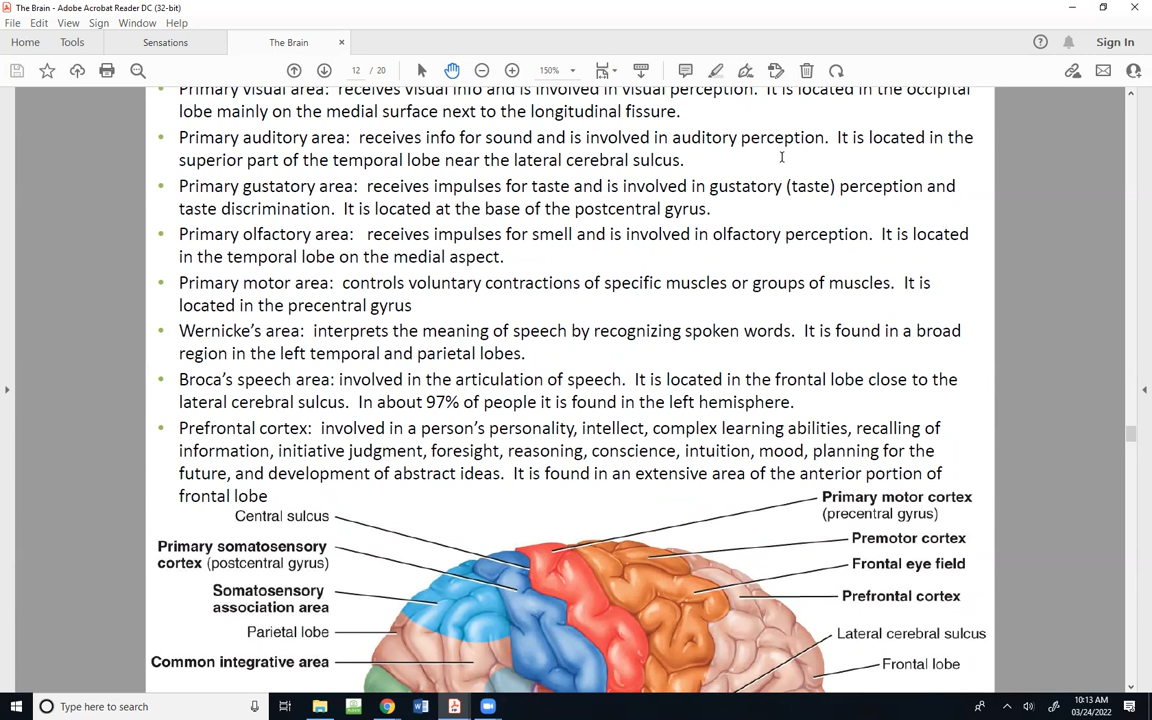 The Brain - Adobe Acrobat Reader DC (32-bit)
File Edit View Sign Window Help
Home Tools Sensations The Brain × Sign In
12 / 20 150%
Primary visual area: receives visual info and is involved in visual perception. It is located in the occipital
lobe mainly on the medial surface next to the longitudinal fissure.
• Primary auditory area: receives info for sound and is involved in auditory perception. It is located in the
superior part of the temporal lobe near the lateral cerebral sulcus.
• Primary gustatory area: receives impulses for taste and is involved in gustatory (taste) perception and
taste discrimination. It is located at the base of the postcentral gyrus.
• Primary olfactory area: receives impulses for smell and is involved in olfactory perception. It is located
in the temporal lobe on the medial aspect.
• Primary motor area: controls voluntary contractions of specific muscles or groups of muscles. It is
located in the precentral gyrus
• Wernicke's area: interprets the meaning of speech by recognizing spoken words. It is found in a broad
region in the left temporal and parietal lobes.
• Broca's speech area: involved in the articulation of speech. It is located in the frontal lobe close to the
lateral cerebral sulcus. In about 97% of people it is found in the left hemisphere.
• Prefrontal cortex: involved in a person's personality, intellect, complex learning abilities, recalling of
information, initiative judgment, foresight, reasoning, conscience, intuition, mood, planning for the
future, and development of abstract ideas. It is found in an extensive area of the anterior portion of
frontal lobe
Central sulcus
Primary somatosensory
cortex (postcentral gyrus)
Somatosensory
association area
Parietal lobe
Common integrative area
Primary motor cortex
(precentral gyrus)
Premotor cortex
Frontal eye field
Prefrontal cortex
Lateral cerebral sulcus
Frontal lobe
Type here to search
10:13 AM
03/24/2022